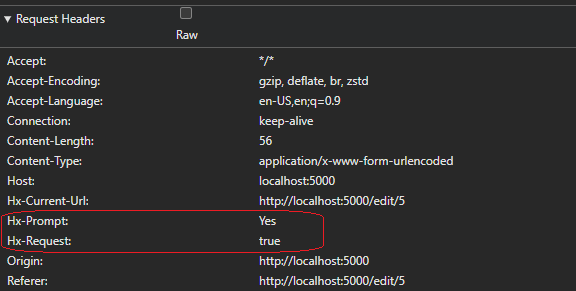 ▼ Request Headers
Raw
Accept: */*
Accept-Encoding: gzip, deflate, br, zstd
Accept-Language: en-US,en;q=0.9
Connection: keep-alive
Content-Length: 56
Content-Type: application/x-www-form-urlencoded
Host: localhost:5000
Hx-Current-Url: http://localhost:5000/edit/5
Hx-Prompt: Yes
Hx-Request: true
Origin: http://localhost:5000
Referer: http://localhost:5000/edit/5